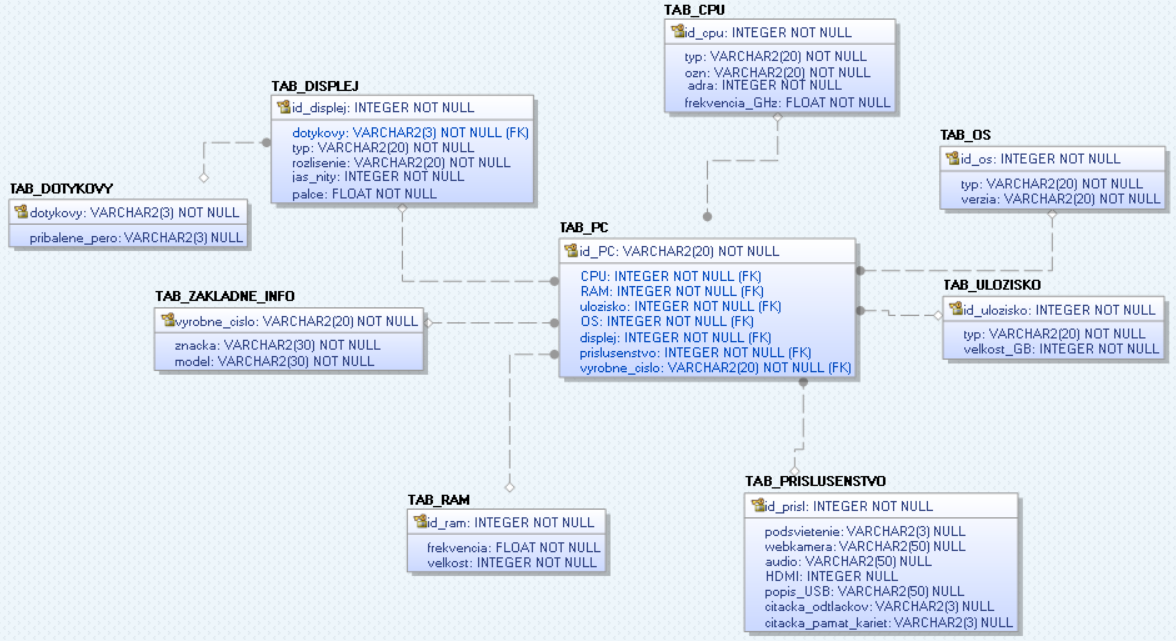 TAB_CPU
id_cpu: INTEGER NOT NULL
typ: VARCHAR2(20) NOT NULL
ozn: VARCHAR2(20) NOT NULL
adra: INTEGER NOT NULL
frekvencia_GHz: FLOAT NOT NULL
TAB_DISPLEJ
id_displej: INTEGER NOT NULL
dotykovy: VARCHAR2(3) NOT NULL (FK)
typ: VARCHAR2(20) NOT NULL
rozlisenie: VARCHAR2(20) NOT NULL
jas_nity: INTEGER NOT NULL
palce: FLOAT NOT NULL
TAB_OS
id_os: INTEGER NOT NULL
typ: VARCHAR2(20) NOT NULL
verzia: VARCHAR2(20) NOT NULL
TAB_DOTYKOVY
dotykovy: VARCHAR2(3) NOT NULL
pribalene_pero: VARCHAR2(3) NULL
TAB_PC
id_PC: VARCHAR2(20) NOT NULL
CPU: INTEGER NOT NULL (FK)
RAM: INTEGER NOT NULL (FK)
ulozisko: INTEGER NOT NULL (FK)
OS: INTEGER NOT NULL (FK)
displej: INTEGER NOT NULL (FK)
prislusenstvo: INTEGER NOT NULL (FK)
vyrobne_cislo: VARCHAR2(20) NOT NULL (FK)
TAB_ZAKLADNE_INFO
vyrobne_cislo: VARCHAR2(20) NOT NULL
znacka: VARCHAR2(30) NOT NULL
model: VARCHAR2(30) NOT NULL
TAB_ULOZISKO
id_ulozisko: INTEGER NOT NULL
typ: VARCHAR2(20) NOT NULL
velkost_GB: INTEGER NOT NULL
TAB_RAM
id_ram: INTEGER NOT NULL
frekvencia: FLOAT NOT NULL
velkost: INTEGER NOT NULL
TAB_PRISLUSENSTVO
id_prisl: INTEGER NOT NULL
podsvietenie: VARCHAR2(3) NULL
webkamera: VARCHAR2(50) NULL
audio: VARCHAR2(50) NULL
HDMI: INTEGER NULL
popis_USB: VARCHAR2(50) NULL
citacka_odtlackov: VARCHAR2(3) NULL
citacka_pamat_kariet: VARCHAR2(3) NULL